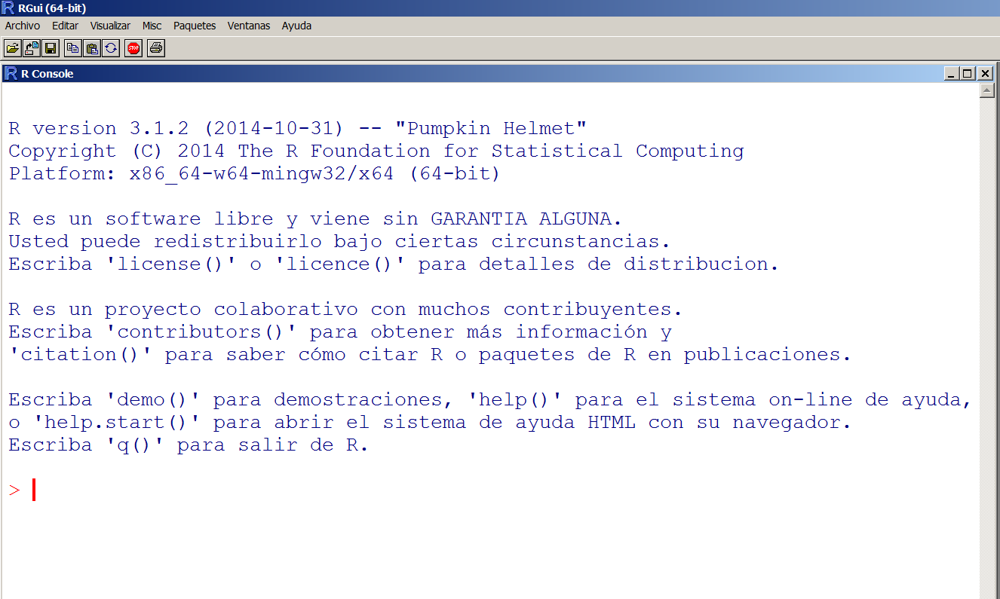 RGui (64-bit)
Archivo Editar Visualizar Misc Paquetes Ventanas Ayuda
STOP
R Console
R version 3.1.2 (2014-10-31) -- "Pumpkin Helmet"
Copyright (C) 2014 The R Foundation for Statistical Computing
Platform: x86_64-w64-mingw32/x64 (64-bit)
R es un software libre y viene sin GARANTIA ALGUNA.
Usted puede redistribuirlo bajo ciertas circunstancias.
Escriba 'license()' o 'licence()' para detalles de distribucion.
R es un proyecto colaborativo con muchos contribuyentes.
Escriba 'contributors()' para obtener más información y
'citation()' para saber cómo citar R o paquetes de R en publicaciones.
Escriba 'demo()' para demostraciones, 'help()' para el sistema on-line de ayuda,
o 'help.start()' para abrir el sistema de ayuda HTML con su navegador.
Escriba 'q()' para salir de R.
>